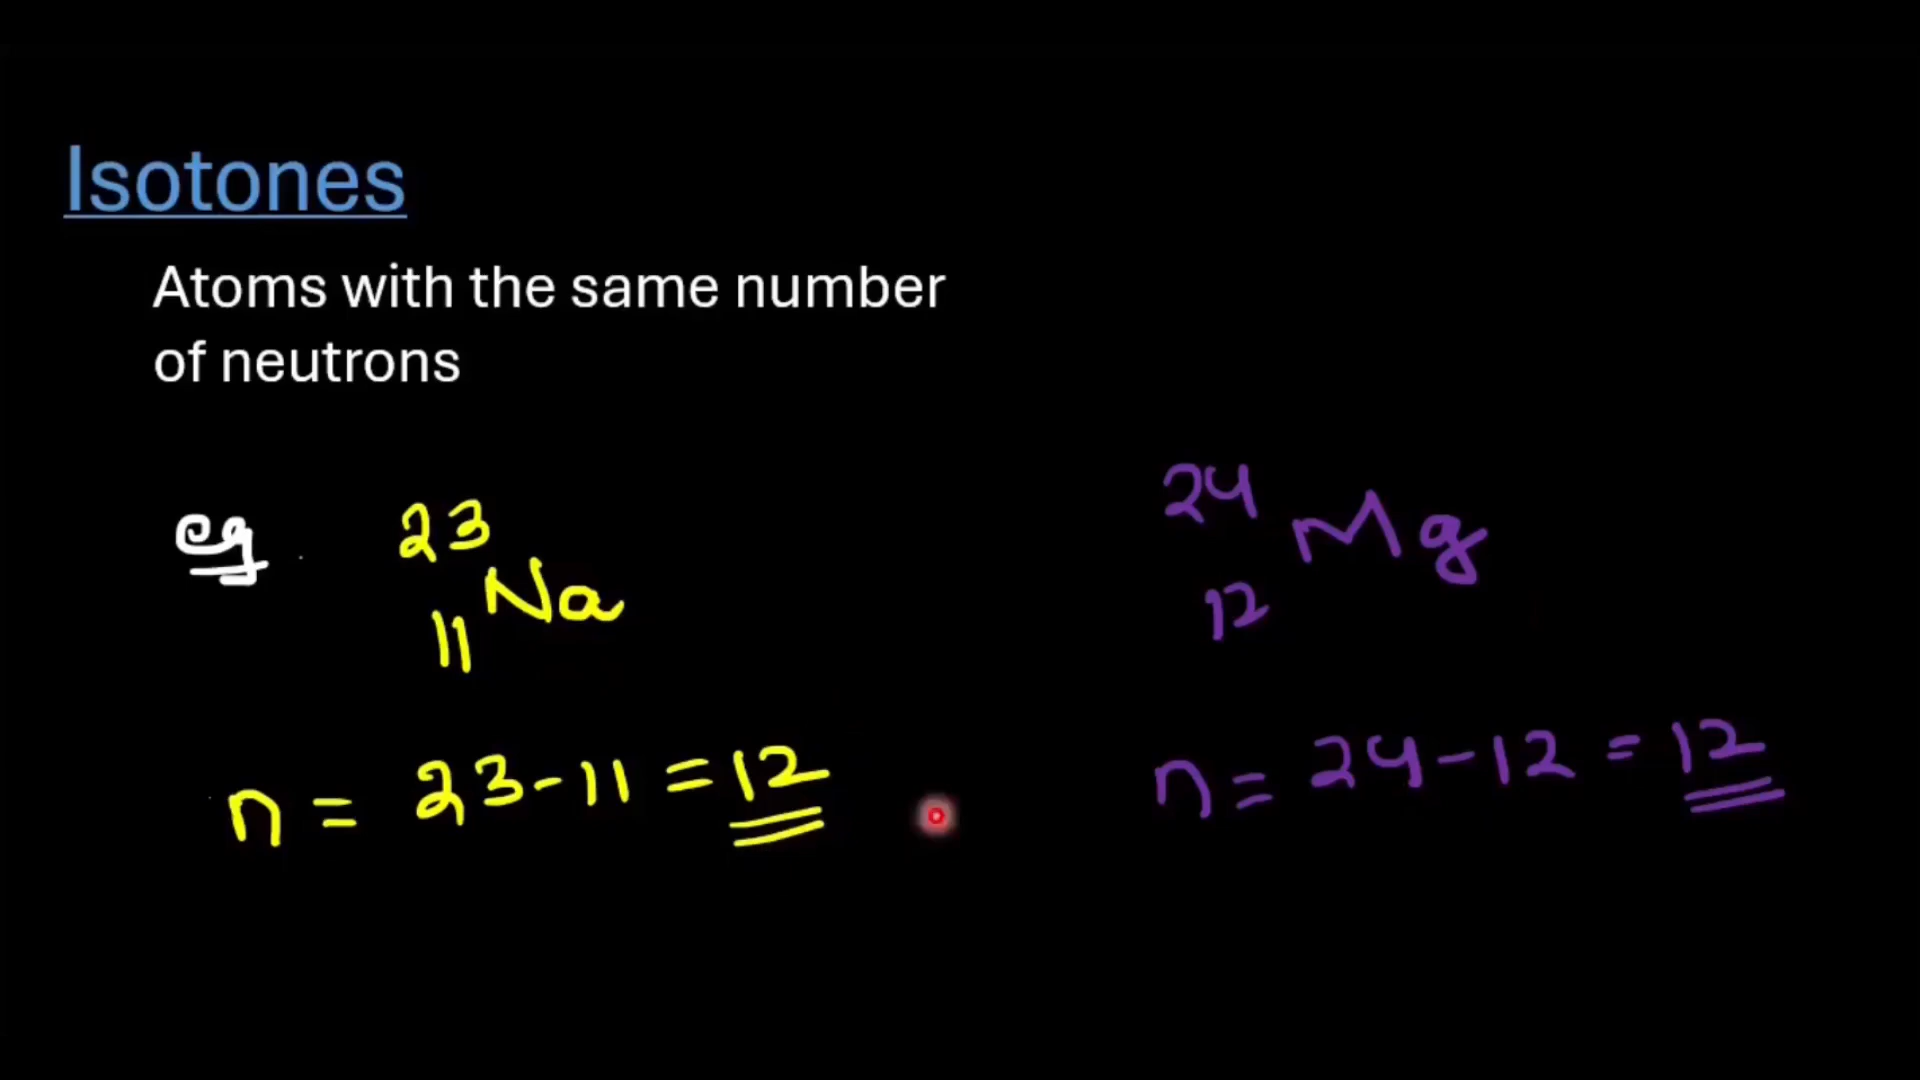 Isotones
Atoms with the same number
of neutrons
eg
23
11 Na
24
12 Mg
n = 23 - 11 = 12
n = 24 - 12 = 12